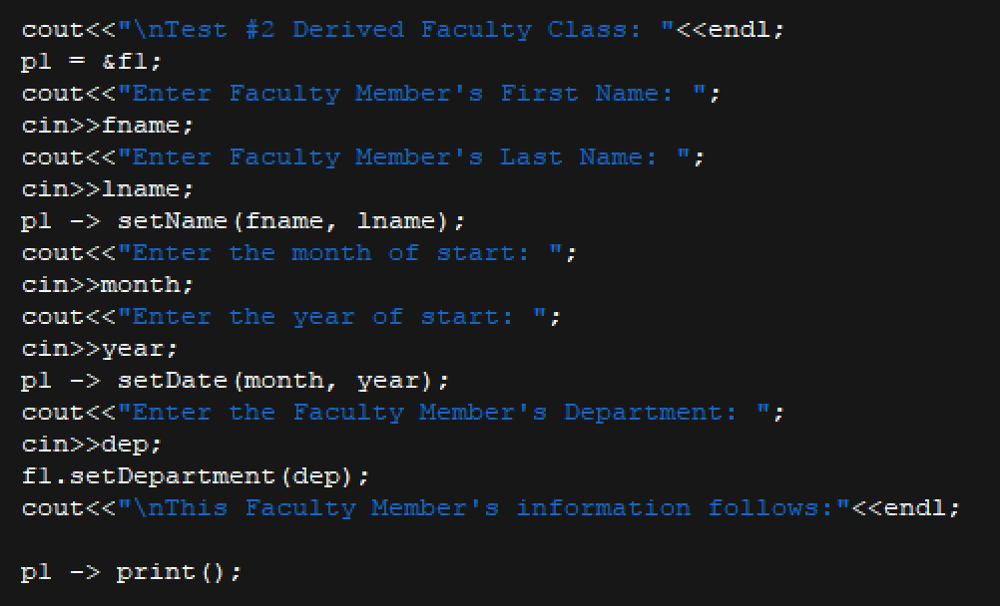 cout<<"\nTest #2 Derived Faculty Class: "<<endl;
pl = &fl;
cout<<"Enter Faculty Member's First Name: ";
cin>>fname;
cout<<"Enter Faculty Member's Last Name: ";
cin>>lname;
pl -> setName(fname, lname);
cout<<"Enter the month of start: ";
cin>>month;
cout<<"Enter the year of start: ";
cin>>year;
pl -> setDate(month, year);
cout<<"Enter the Faculty Member's Department: ";
cin>>dep;
fl.setDepartment(dep);
cout<<"\nThis Faculty Member's information follows:"<<endl;
pl -> print();